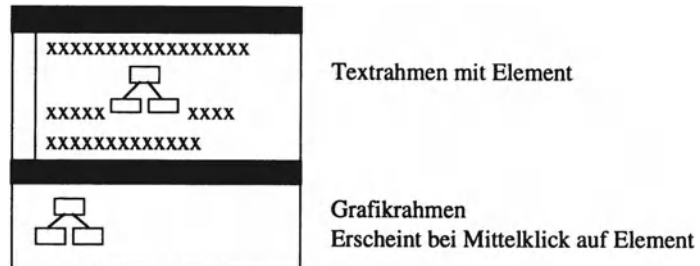 xxxxxxxxxxxxxxxxx
Textrahmen mit Element
xxxxx xxxx
xxxxxxxxxxxxx
Grafikrahmen
Erscheint bei Mittelklick auf Element